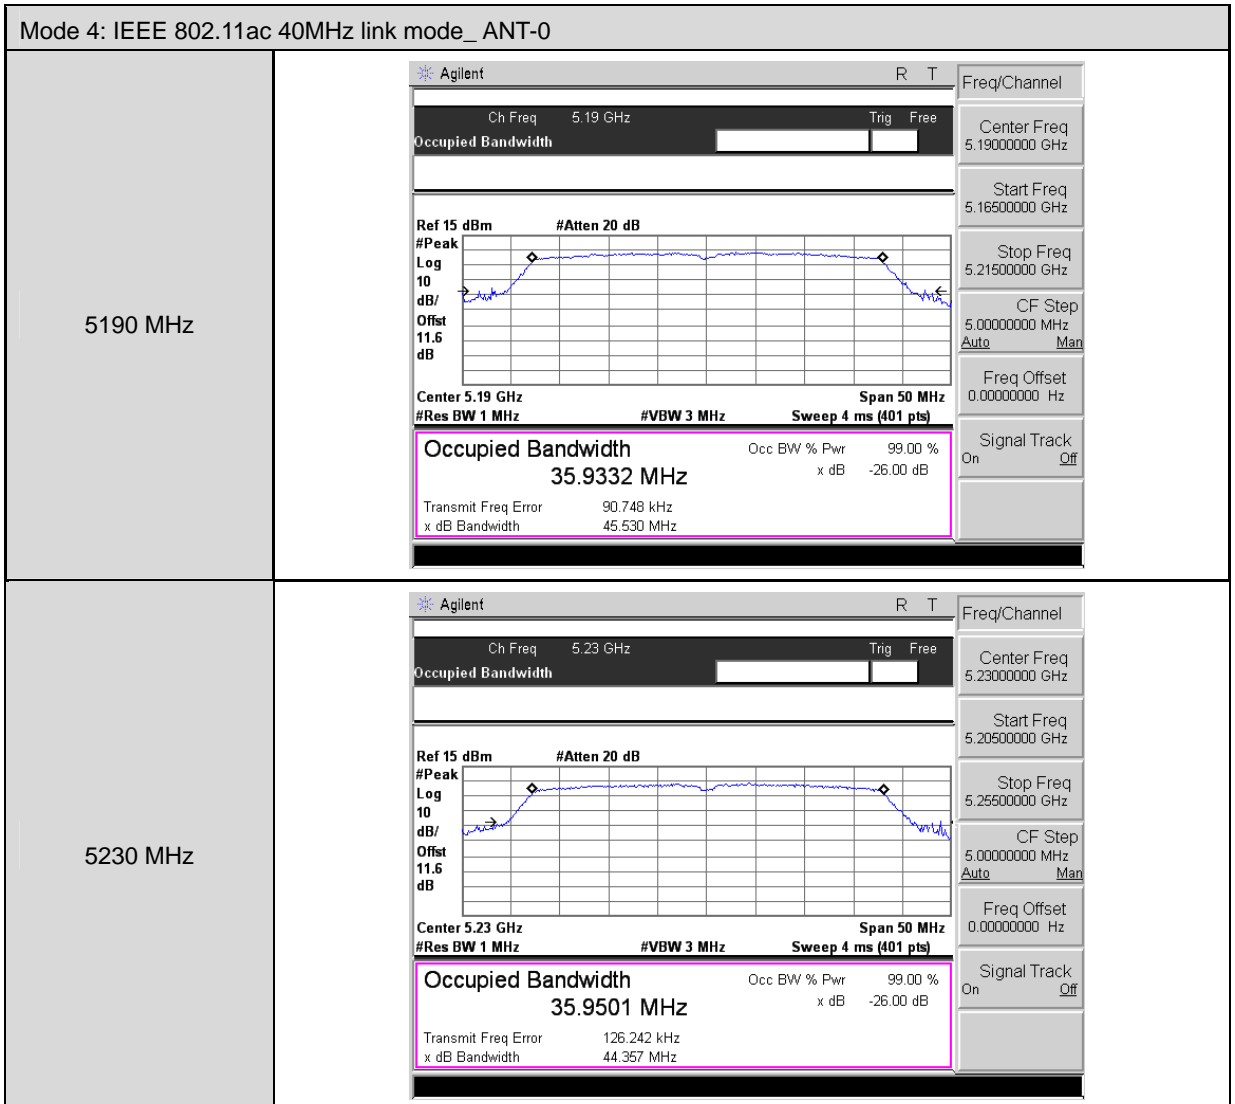 Mode 4: IEEE 802.11ac 40MHz link mode_ ANT-0
5190 MHz
Agilent R T
Freq/Channel
Ch Freq 5.19 GHz Trig Free
Occupied Bandwidth
Center Freq
5.19000000 GHz
Start Freq
5.16500000 GHz
Stop Freq
5.21500000 GHz
CF Step
5.00000000 MHz
Auto Man
Freq Offset
0.00000000 Hz
Signal Track
On Off
Ref 15 dBm #Atten 20 dB
#Peak
Log
10
dB/
Offst
11.6
dB
Center 5.19 GHz Span 50 MHz
#Res BW 1 MHz #VBW 3 MHz Sweep 4 ms (401 pts)
Occupied Bandwidth Occ BW % Pwr 99.00 %
35.9332 MHz x dB -26.00 dB
Transmit Freq Error 90.748 kHz
x dB Bandwidth 45.530 MHz
5230 MHz
Agilent R T
Freq/Channel
Ch Freq 5.23 GHz Trig Free
Occupied Bandwidth
Center Freq
5.23000000 GHz
Start Freq
5.20500000 GHz
Stop Freq
5.25500000 GHz
CF Step
5.00000000 MHz
Auto Man
Freq Offset
0.00000000 Hz
Signal Track
On Off
Ref 15 dBm #Atten 20 dB
#Peak
Log
10
dB/
Offst
11.6
dB
Center 5.23 GHz Span 50 MHz
#Res BW 1 MHz #VBW 3 MHz Sweep 4 ms (401 pts)
Occupied Bandwidth Occ BW % Pwr 99.00 %
35.9501 MHz x dB -26.00 dB
Transmit Freq Error 126.242 kHz
x dB Bandwidth 44.357 MHz